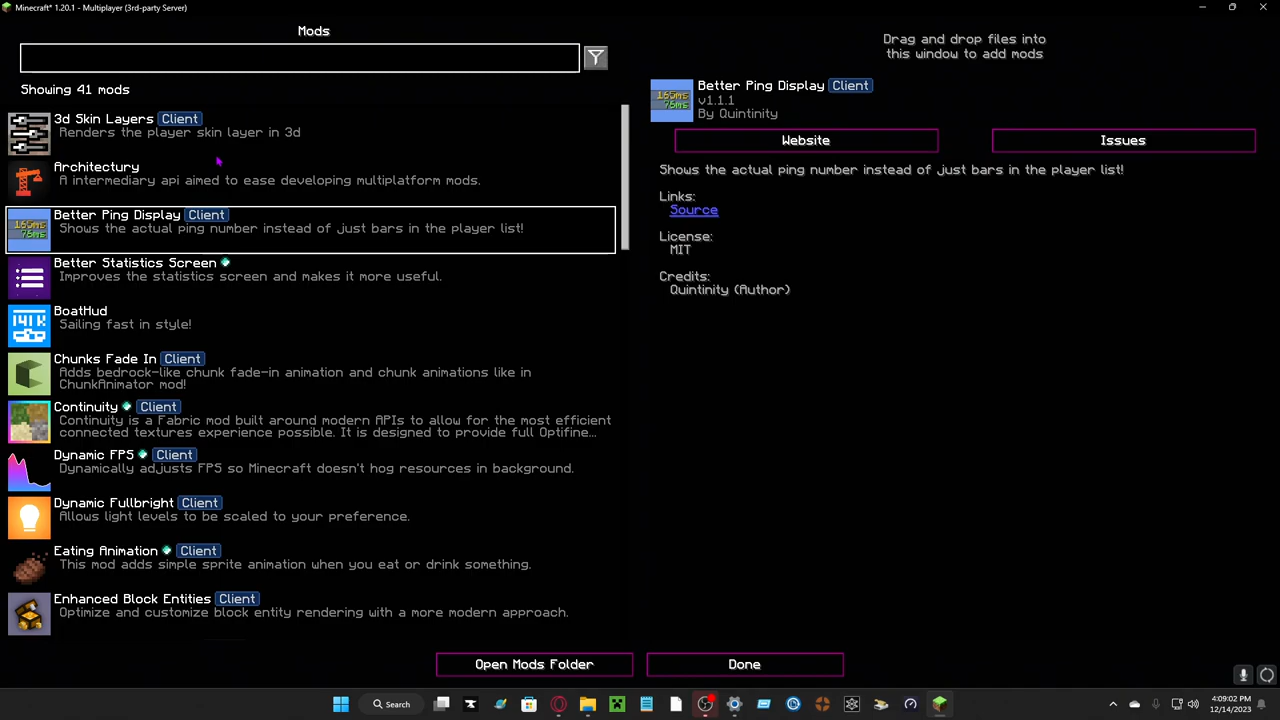 Minecraft* 1.20.1 - Multiplayer (3rd-party Server)
Mods
Showing 41 mods
3d Skin Layers Client
Renders the player skin layer in 3d
Architectury
A intermediary api aimed to ease developing multiplatform mods.
165ms
76ms
Better Ping Display Client
Shows the actual ping number instead of just bars in the player list!
Better Statistics Screen
Improves the statistics screen and makes it more useful.
BoatHud
Sailing fast in style!
Chunks Fade In Client
Adds bedrock-like chunk fade-in animation and chunk animations like in
ChunkAnimator mod!
Continuity Client
Continuity is a Fabric mod built around modern APIs to allow for the most efficient
connected textures experience possible. It is designed to provide full Optifine...
Dynamic FPS Client
Dynamically adjusts FPS so Minecraft doesn't hog resources in background.
Dynamic Fullbright Client
Allows light levels to be scaled to your preference.
Eating Animation Client
This mod adds simple sprite animation when you eat or drink something.
Enhanced Block Entities Client
Optimize and customize block entity rendering with a more modern approach.
Drag and drop files into
this window to add mods
165ms
76ms
Better Ping Display Client
v1.1.1
By Quintinity
Website
Issues
Shows the actual ping number instead of just bars in the player list!
Links:
Source
License:
MIT
Credits:
Quintinity (Author)
Open Mods Folder
Done
Search
4:09:02 PM
12/14/2023